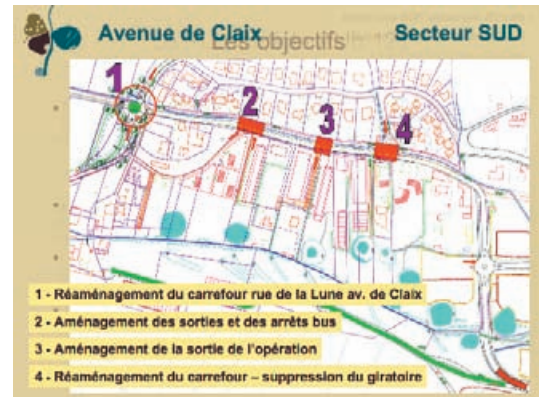 Avenue de Claix
Secteur SUD
Les objectifs
1
2
3
4
1 - Réaménagement du carrefour rue de la Lune av. de Claix
2 - Aménagement des sorties et des arrêts bus
3 - Aménagement de la sortie de l'opération
4 - Réaménagement du carrefour – suppression du giratoire